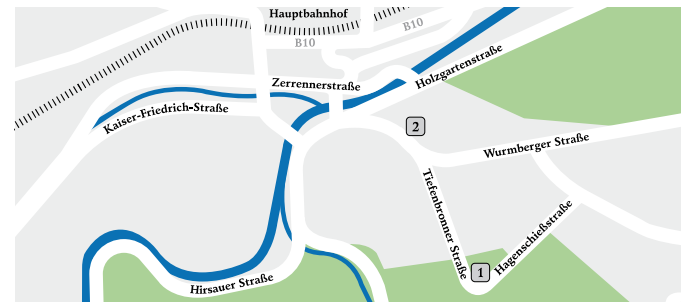 Hauptbahnhof
B10
B10
Zerrennerstraße
Holzgartenstraße
Kaiser-Friedrich-Straße
2
Wurmberger Straße
Tiefenbronner Straße
Hagenschießstraße
1
Hirsauer Straße